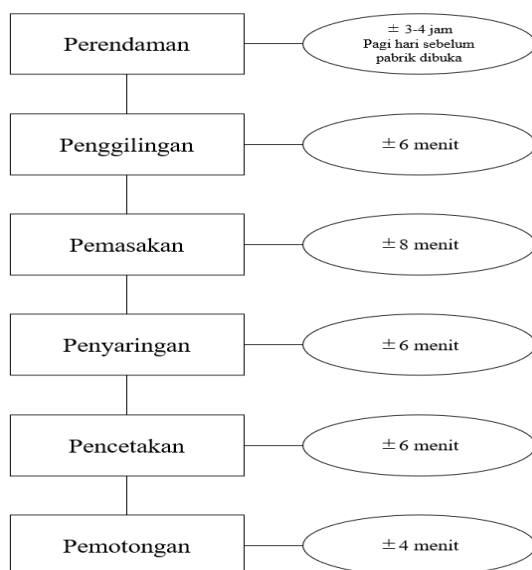 Perendaman
± 3-4 jam
Pagi hari sebelum
pabrik dibuka
Penggilingan
±6 menit
Pemasakan
±8 menit
Penyaringan
±6 menit
Pencetakan
±6 menit
Pemotongan
±4 menit